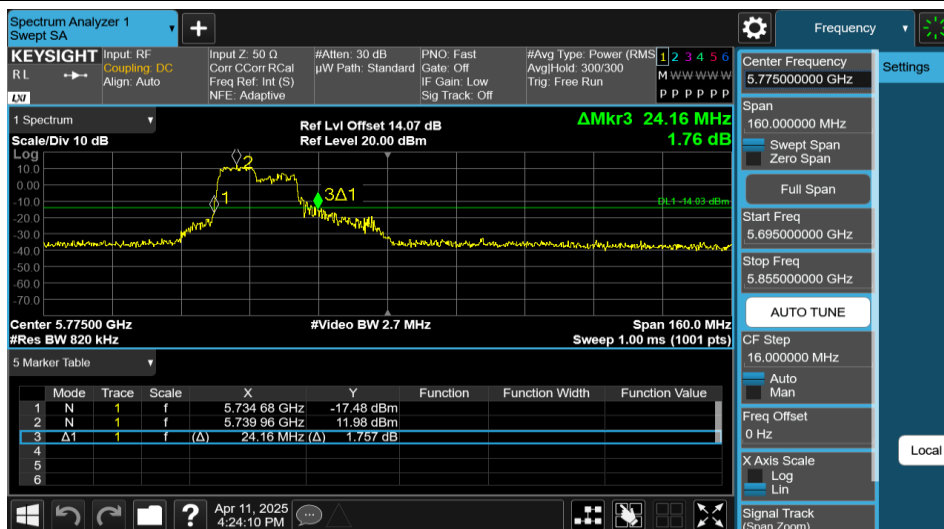 Spectrum Analyzer 1
Swept SA
+
Frequency
KEYSIGHT
RL
LXI
Input: RF
Coupling: DC
Align: Auto
Input Z: 50 Ω
Corr CCorr RCal
Freq Ref: Int (S)
NFE: Adaptive
#Atten: 30 dB
µW Path: Standard
PNO: Fast
Gate: Off
IF Gain: Low
Sig Track: Off
#Avg Type: Power (RMS
Avg|Hold: 300/300
Trig: Free Run
1 2 3 4 5 6
M W W W W W
P P P P P P
1 Spectrum
Scale/Div 10 dB
Log
Ref Lvl Offset 14.07 dB
Ref Level 20.00 dBm
ΔMkr3 24.16 MHz
1.76 dB
10.0
0.00
-10.0
-20.0
-30.0
-40.0
-50.0
-60.0
-70.0
1
2
3Δ1
DL1 -14.03 dBm
Center 5.77500 GHz
#Video BW 2.7 MHz
Span 160.0 MHz
#Res BW 820 kHz
Sweep 1.00 ms (1001 pts)
5 Marker Table
Mode Trace Scale X Y Function Function Width Function Value
1 N 1 f 5.734 68 GHz -17.48 dBm
2 N 1 f 5.739 96 GHz 11.98 dBm
3 Δ1 1 f (Δ) 24.16 MHz (Δ) 1.757 dB
4
5
6
?
Apr 11, 2025
4:24:10 PM
Center Frequency
5.775000000 GHz
Span
160.000000 MHz
Swept Span
Zero Span
Full Span
Start Freq
5.695000000 GHz
Stop Freq
5.855000000 GHz
AUTO TUNE
CF Step
16.000000 MHz
Auto
Man
Freq Offset
0 Hz
X Axis Scale
Log
Lin
Signal Track
(Span Zoom)
Settings
Local